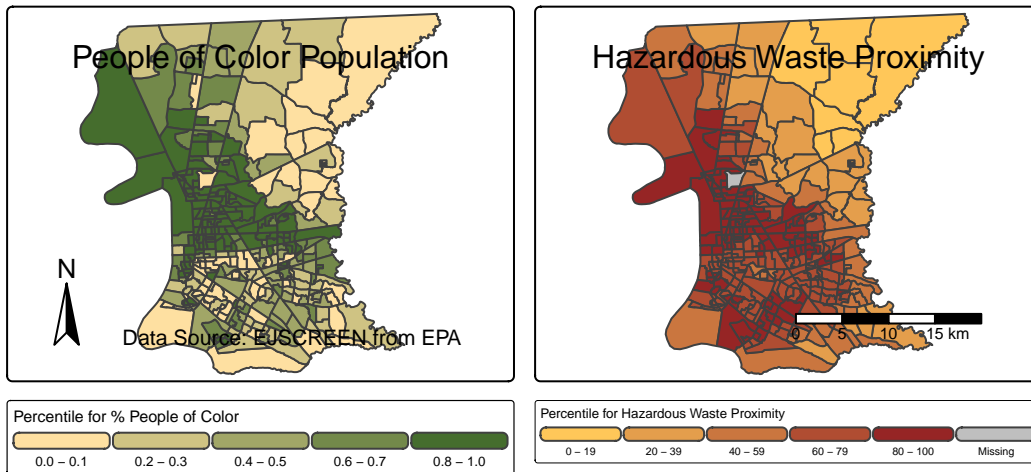 People of Color Population
N
Data Source: EJSCREEN from EPA
Percentile for % People of Color
0.0 – 0.1 0.2 – 0.3 0.4 – 0.5 0.6 – 0.7 0.8 – 1.0
Hazardous Waste Proximity
0 5 10 15 km
Percentile for Hazardous Waste Proximity
0 – 19 20 – 39 40 – 59 60 – 79 80 – 100 Missing